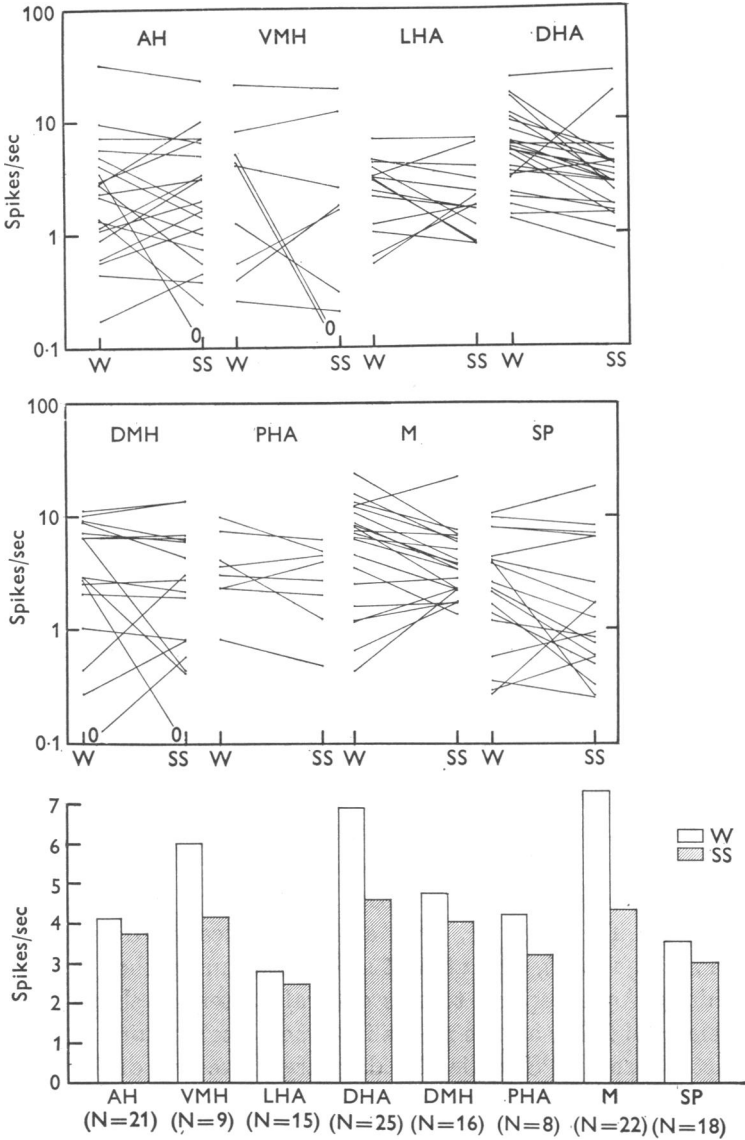 100
AH VMH LHA DHA
10
Spikes/sec
1
0
0
0·1
W SS W SS W SS W SS
100
DMH PHA M SP
10
Spikes/sec
1
0
0
0·1
W SS W SS W SS W SS
7
W
6
SS
5
Spikes/sec
4
3
2
1
0
AH VMH LHA DHA DMH PHA M SP
(N=21) (N=9) (N=15) (N=25) (N=16) (N=8) (N=22) (N=18)